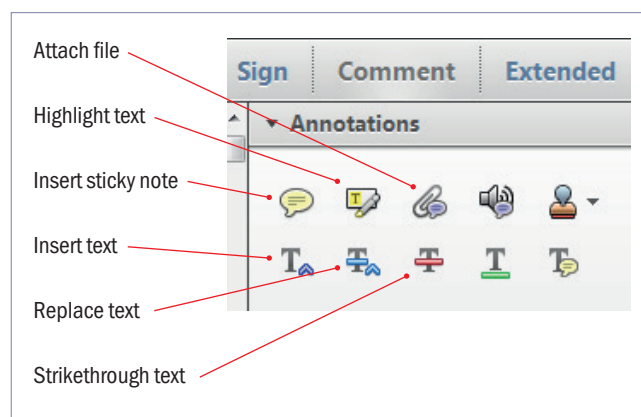 Attach file
Sign Comment Extended
Highlight text
Annotations
Insert sticky note
T
Insert text
T T T T T
Replace text
Strikethrough text